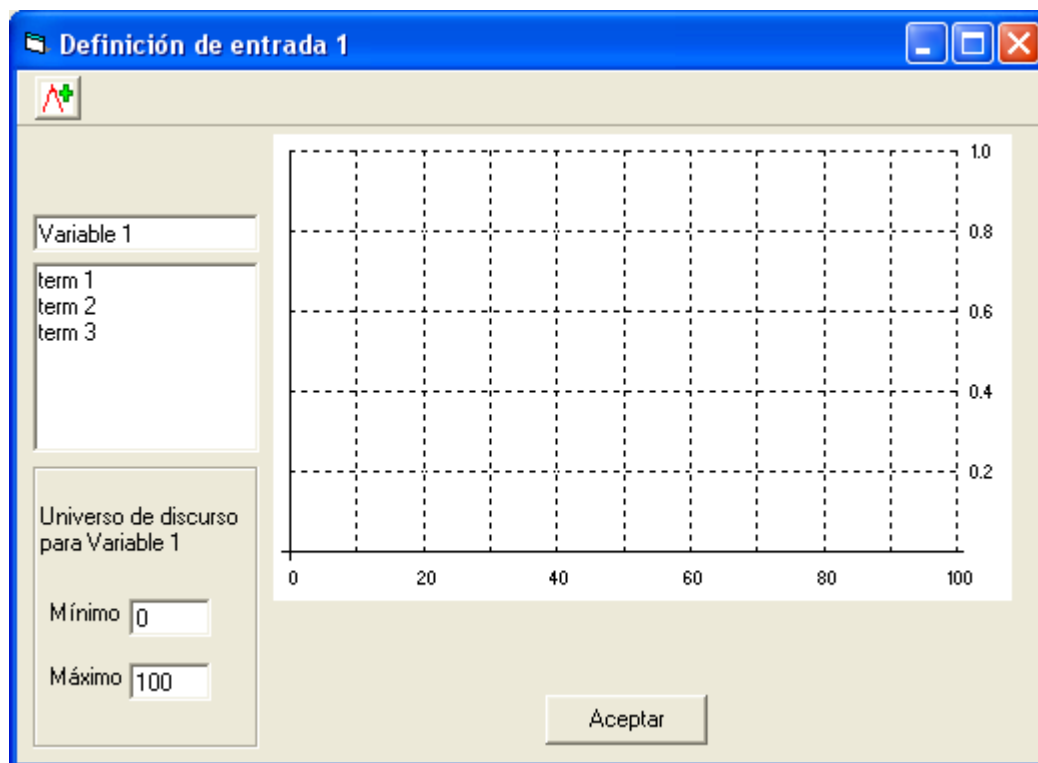 Definición de entrada 1
Variable 1
term 1
term 2
term 3
Universo de discurso
para Variable 1
Mínimo 0
Máximo 100
1.0
0.8
0.6
0.4
0.2
0 20 40 60 80 100
Aceptar